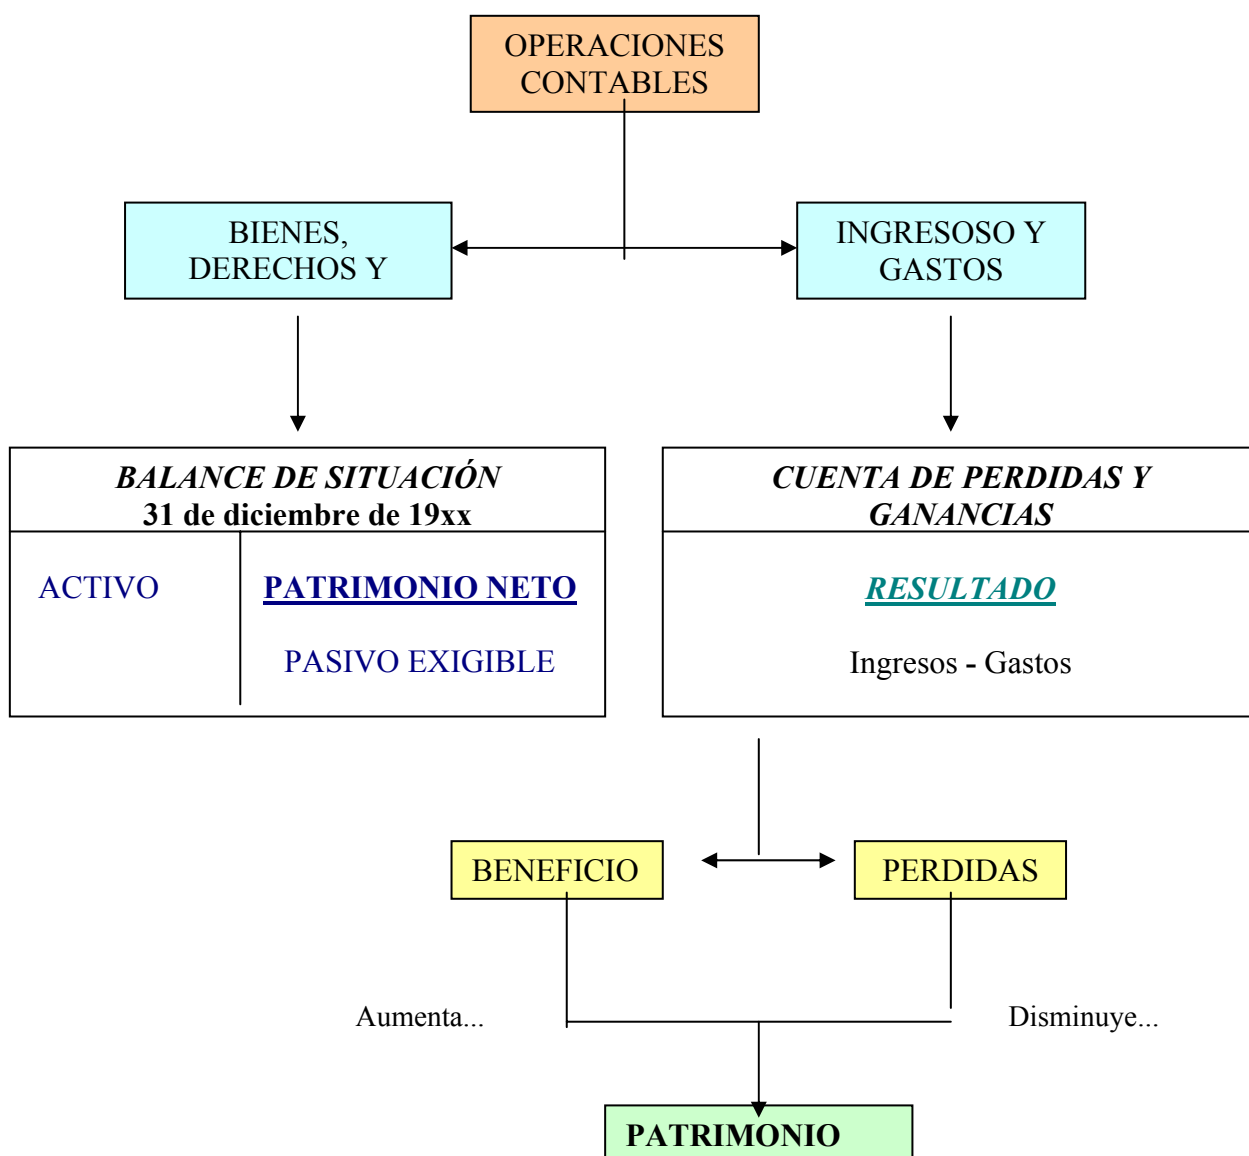 OPERACIONES
CONTABLES
BIENES,
DERECHOS Y
INGRESOSO Y
GASTOS
BALANCE DE SITUACIÓN
31 de diciembre de 19xx
ACTIVO
PATRIMONIO NETO
PASIVO EXIGIBLE
CUENTA DE PERDIDAS Y
GANANCIAS
RESULTADO
Ingresos - Gastos
BENEFICIO
PERDIDAS
Aumenta...
Disminuye...
PATRIMONIO